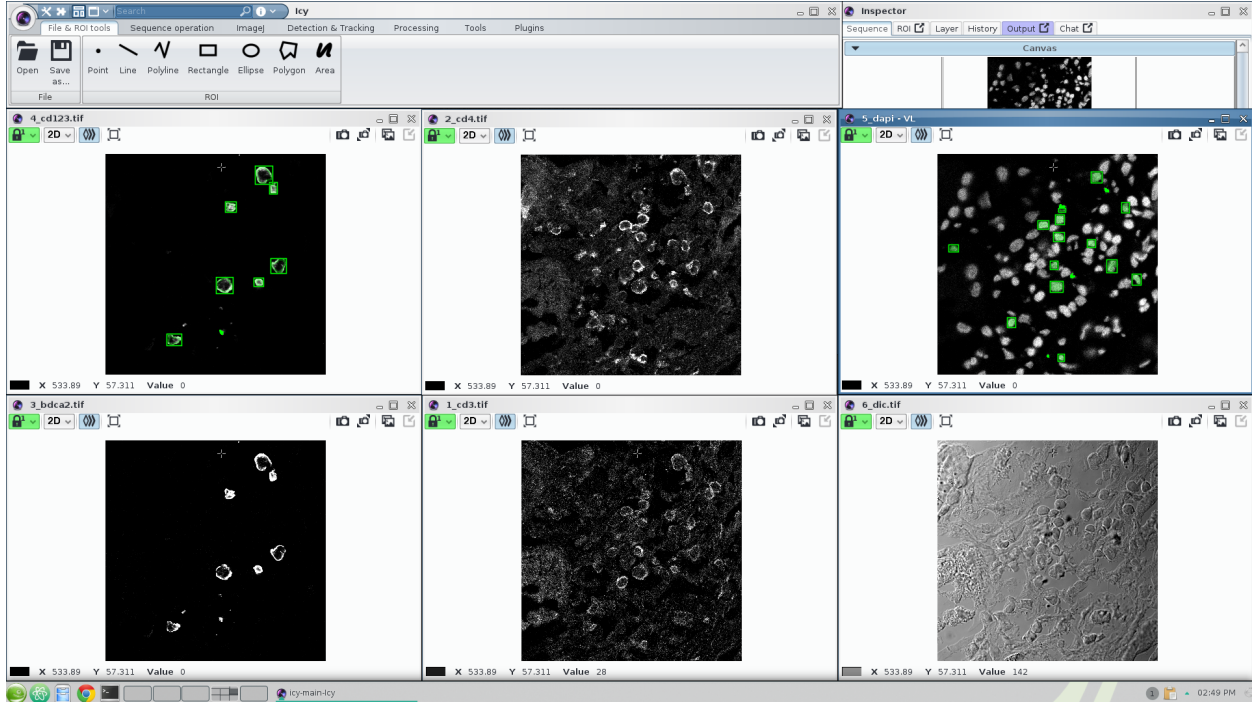 Search
Icy
File & ROI tools Sequence operation ImageJ Detection & Tracking Processing Tools Plugins
Open Save as... Point Line Polyline Rectangle Ellipse Polygon Area
File ROI
Inspector
Sequence ROI Layer History Output Chat
Canvas
4_cd123.tif
2D
X 533.89 Y 57.311 Value 0
2_cd4.tif
2D
X 533.89 Y 57.311 Value 0
5_dapi - VL
2D
X 533.89 Y 57.311 Value 0
3_bdca2.tif
2D
X 533.89 Y 57.311 Value 0
1_cd3.tif
2D
X 533.89 Y 57.311 Value 28
6_dic.tif
2D
X 533.89 Y 57.311 Value 142
icy-main-Icy
1 02:49 PM